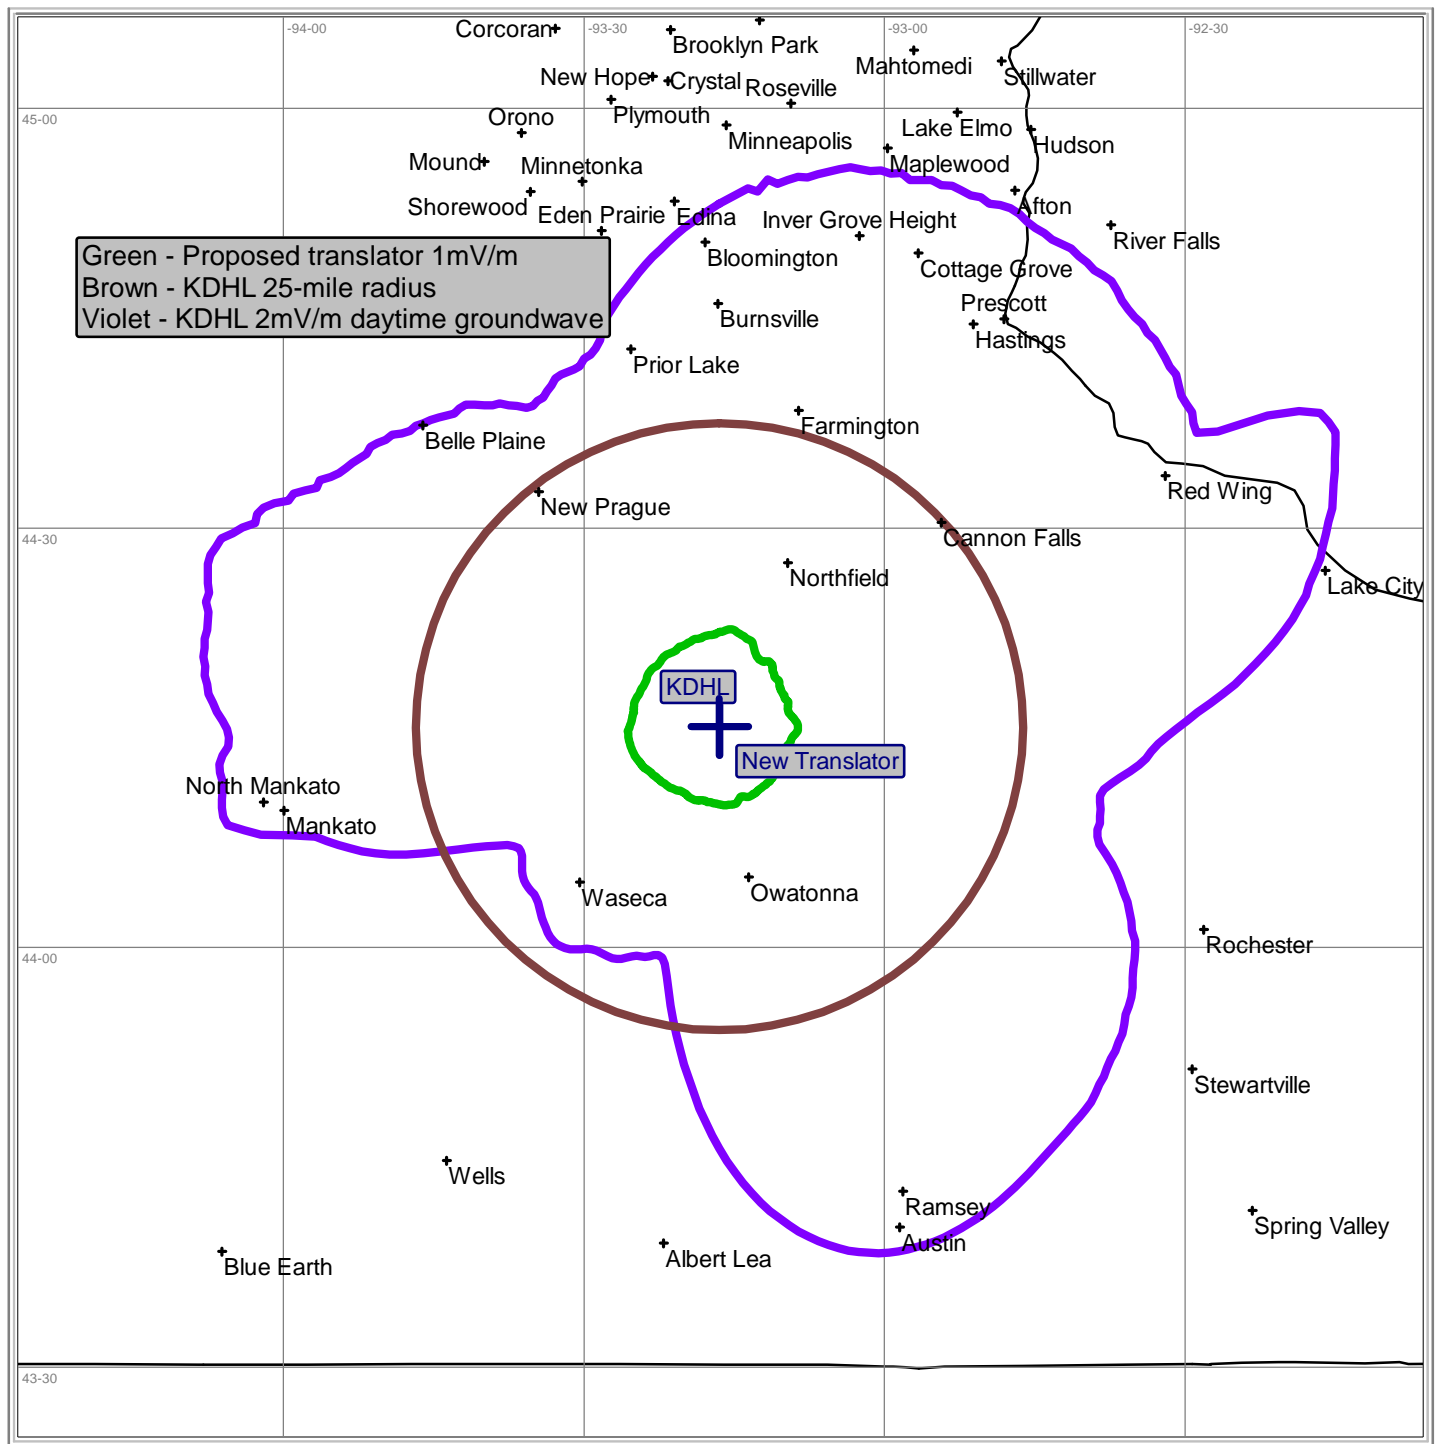 -94-00
-93-30
-93-00
-92-30
Corcoran
Brooklyn Park
Mahtomedi
Stillwater
New Hope
Crystal
Roseville
Plymouth
45-00
Orono
Minneapolis
Lake Elmo
Hudson
Mound
Minnetonka
Maplewood
Shorewood
Eden Prairie
Edina
Inver Grove Height
Afton
River Falls
Green - Proposed translator 1mV/m
Brown - KDHL 25-mile radius
Violet - KDHL 2mV/m daytime groundwave
Bloomington
Cottage Grove
Prescott
Burnsville
Hastings
Prior Lake
Farmington
Belle Plaine
New Prague
Red Wing
44-30
Cannon Falls
Northfield
Lake City
KDHL
New Translator
North Mankato
Mankato
Waseca
Owatonna
Rochester
44-00
Stewartville
Wells
Ramsey
Spring Valley
Austin
Albert Lea
Blue Earth
43-30